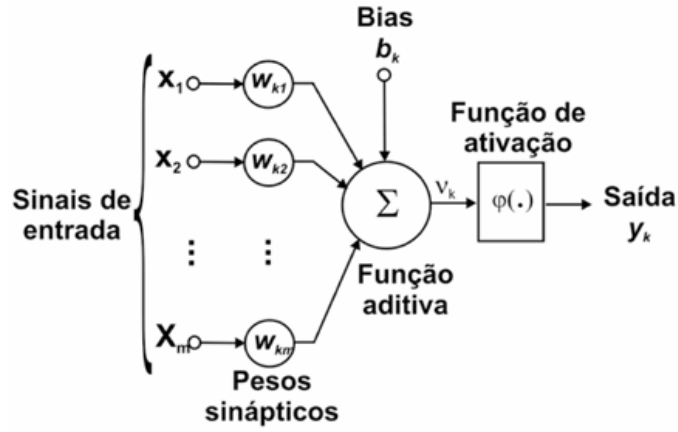 Bias
b_k
X_1
w_k1
Função de
ativação
X_2
w_k2
Sinais de
entrada
Σ
v_k
φ(.)
Saída
y_k
⋮
⋮
Função
aditiva
X_m
w_km
Pesos
sinápticos